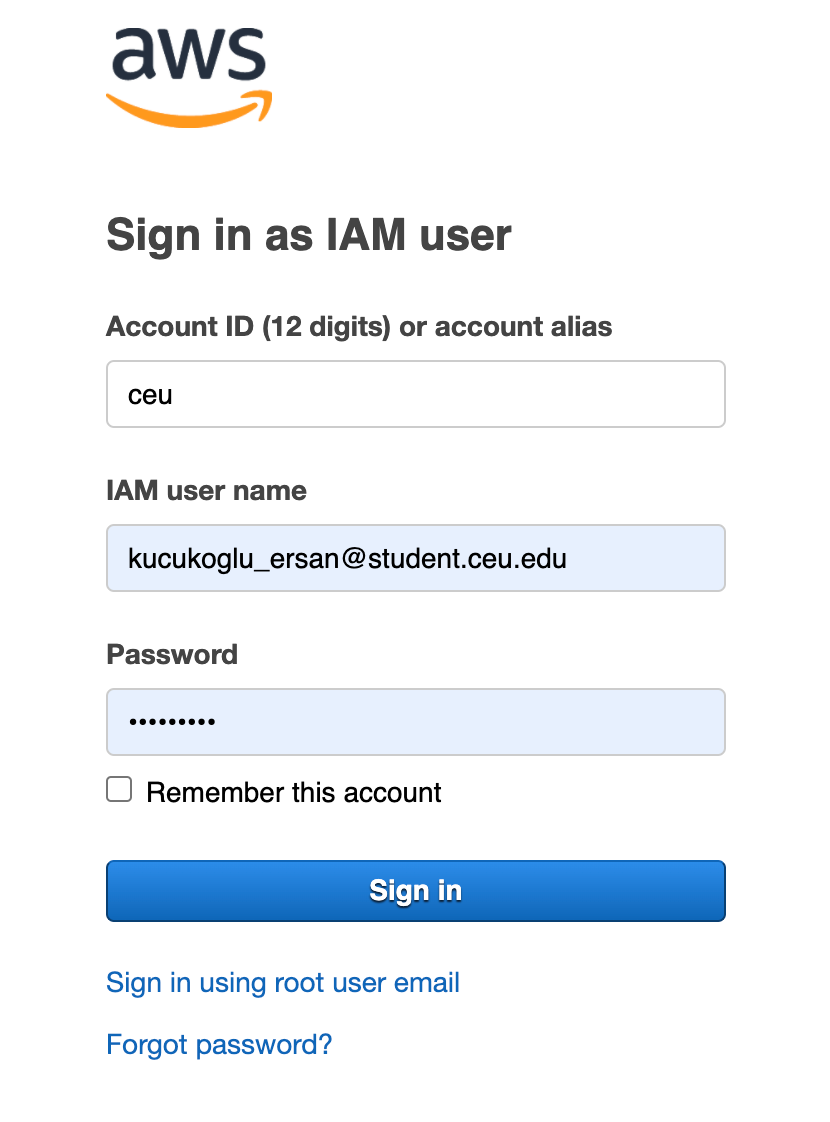 aws
Sign in as IAM user
Account ID (12 digits) or account alias
ceu
IAM user name
kucukoglu_ersan@student.ceu.edu
Password
•••••••••
Remember this account
Sign in
Sign in using root user email
Forgot password?